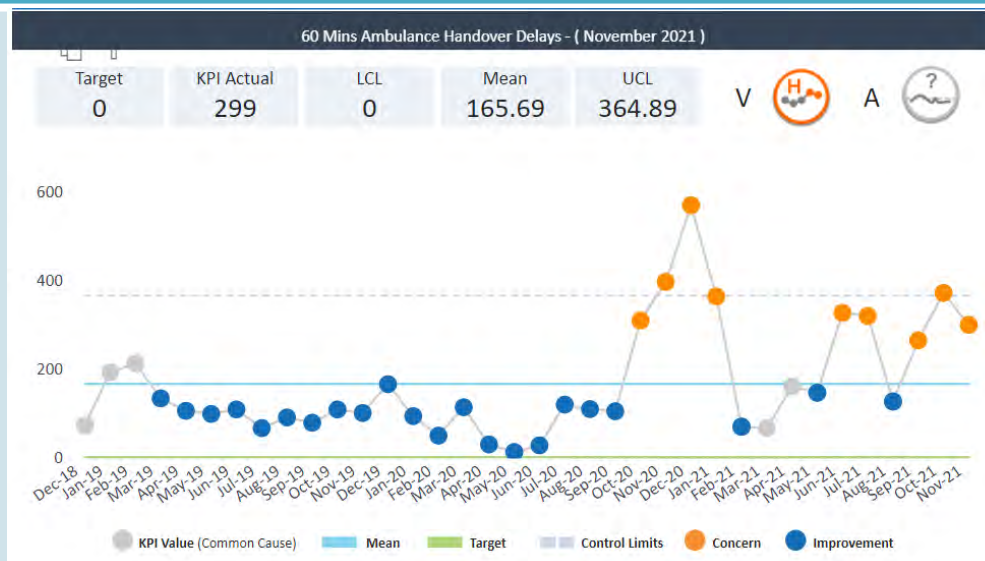 60 Mins Ambulance Handover Delays - ( November 2021 )
Target KPI Actual LCL Mean UCL
0 299 0 165.69 364.89
V H A ?
600
400
200
0
Dec-18 Jan-19 Feb-19 Mar-19 Apr-19 May-19 Jun-19 Jul-19 Aug-19 Sep-19 Oct-19 Nov-19 Dec-19 Jan-20 Feb-20 Mar-20 Apr-20 May-20 Jun-20 Jul-20 Aug-20 Sep-20 Oct-20 Nov-20 Dec-20 Jan-21 Feb-21 Mar-21 Apr-21 May-21 Jun-21 Jul-21 Aug-21 Sep-21 Oct-21 Nov-21
KPI Value (Common Cause) Mean Target Control Limits Concern Improvement